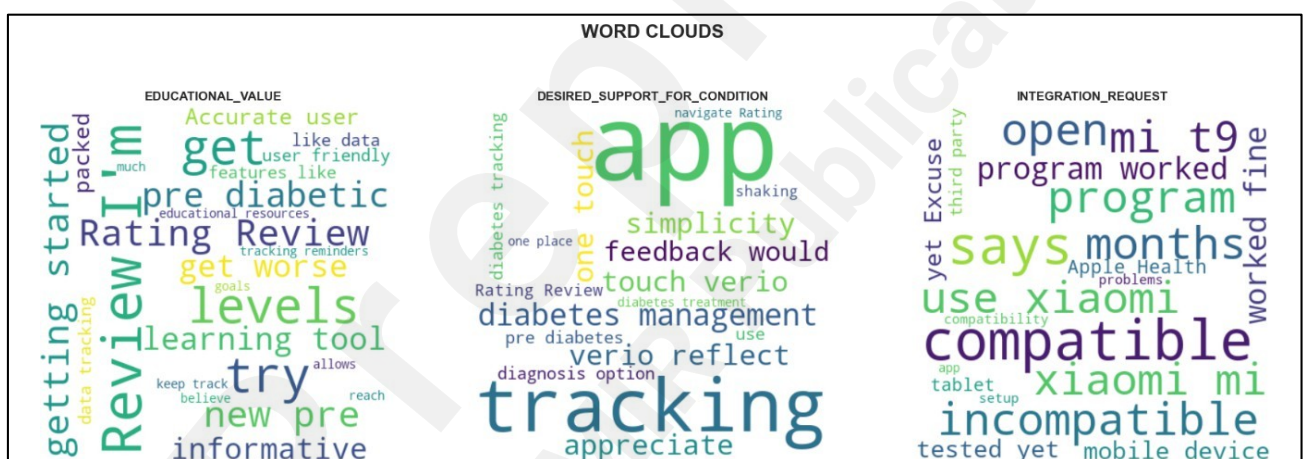 WORD CLOUDS
EDUCATIONAL_VALUE
getting started
packed
data tracking
Review I'm
much
Accurate user
get
like data
user friendly
features like
pre diabetic
educational resources
Rating Review
tracking reminders
get worse
goals
levels
learning tool
try
allows
keep track
believe
reach
new pre
informative
DESIRED_SUPPORT_FOR_CONDITION
diabetes tracking
one touch
navigate Rating
app
shaking
simplicity
one place
feedback would
Rating Review
touch verio
diabetes treatment
diabetes management
pre diabetes
use
verio reflect
diagnosis option
tracking
appreciate
INTEGRATION_REQUEST
yet Excuse
third party
open
mi t9
program worked
program
worked fine
says
months
Apple Health
problems
use xiaomi
compatibility
compatible
app
tablet
setup
xiaomi mi
incompatible
tested yet
mobile device